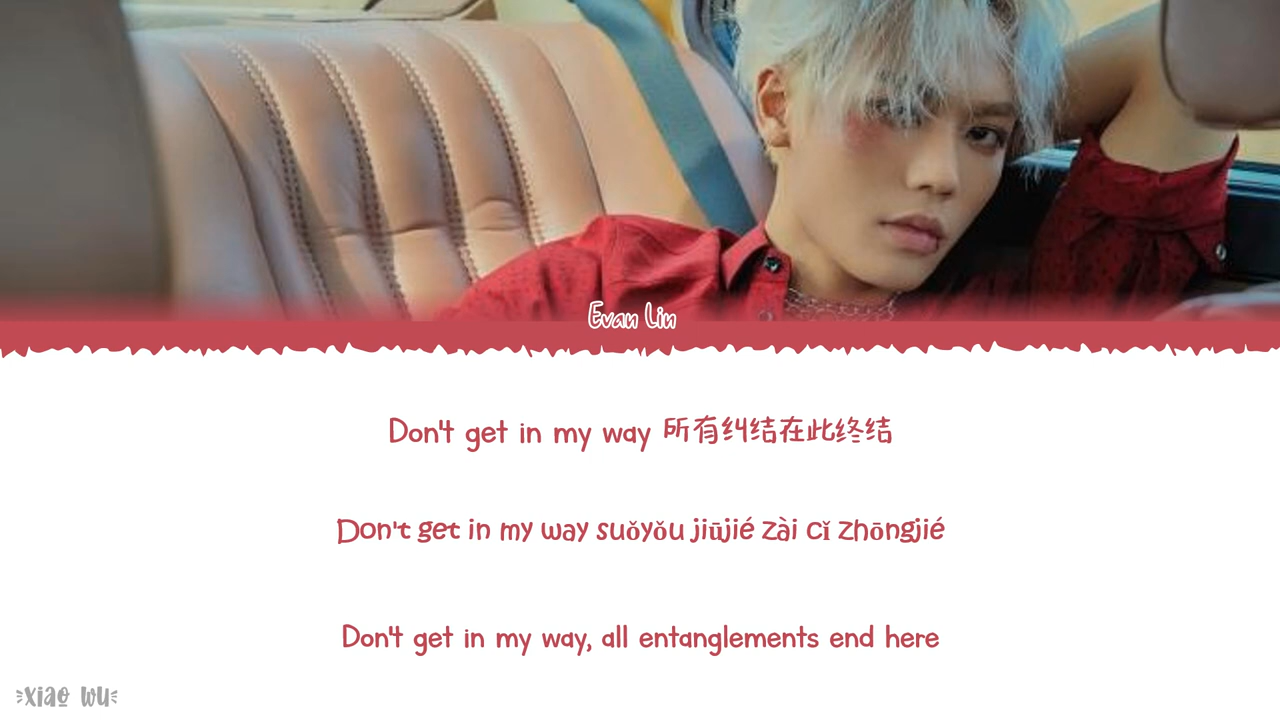 Evan Lin
Don't get in my way 所有纠结在此终结
Don't get in my way suǒyǒu jiūjié zài cǐ zhōngjié
Don't get in my way, all entanglements end here
xiao wu